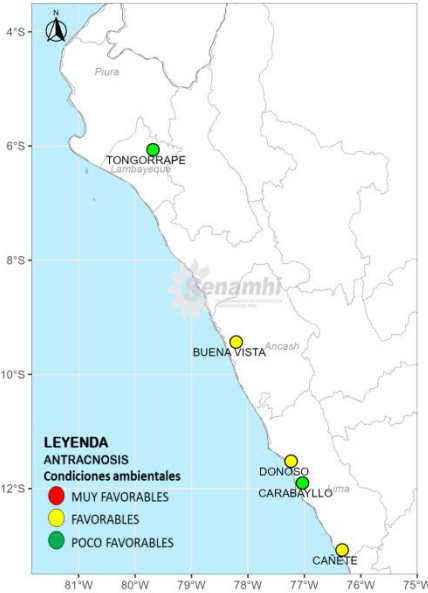 N
4°S
Piura
6°S
TONGORRAPE
Lambayeque
8°S
Senamhi
BUENA VISTA
Ancash
10°S
LEYENDA
ANTRACNOSIS
Condiciones ambientales
MUY FAVORABLES
FAVORABLES
POCO FAVORABLES
DONOSO
CARABAYLLO
Lima
12°S
CAÑETE
81°W 80°W 79°W 78°W 77°W 76°W 75°W